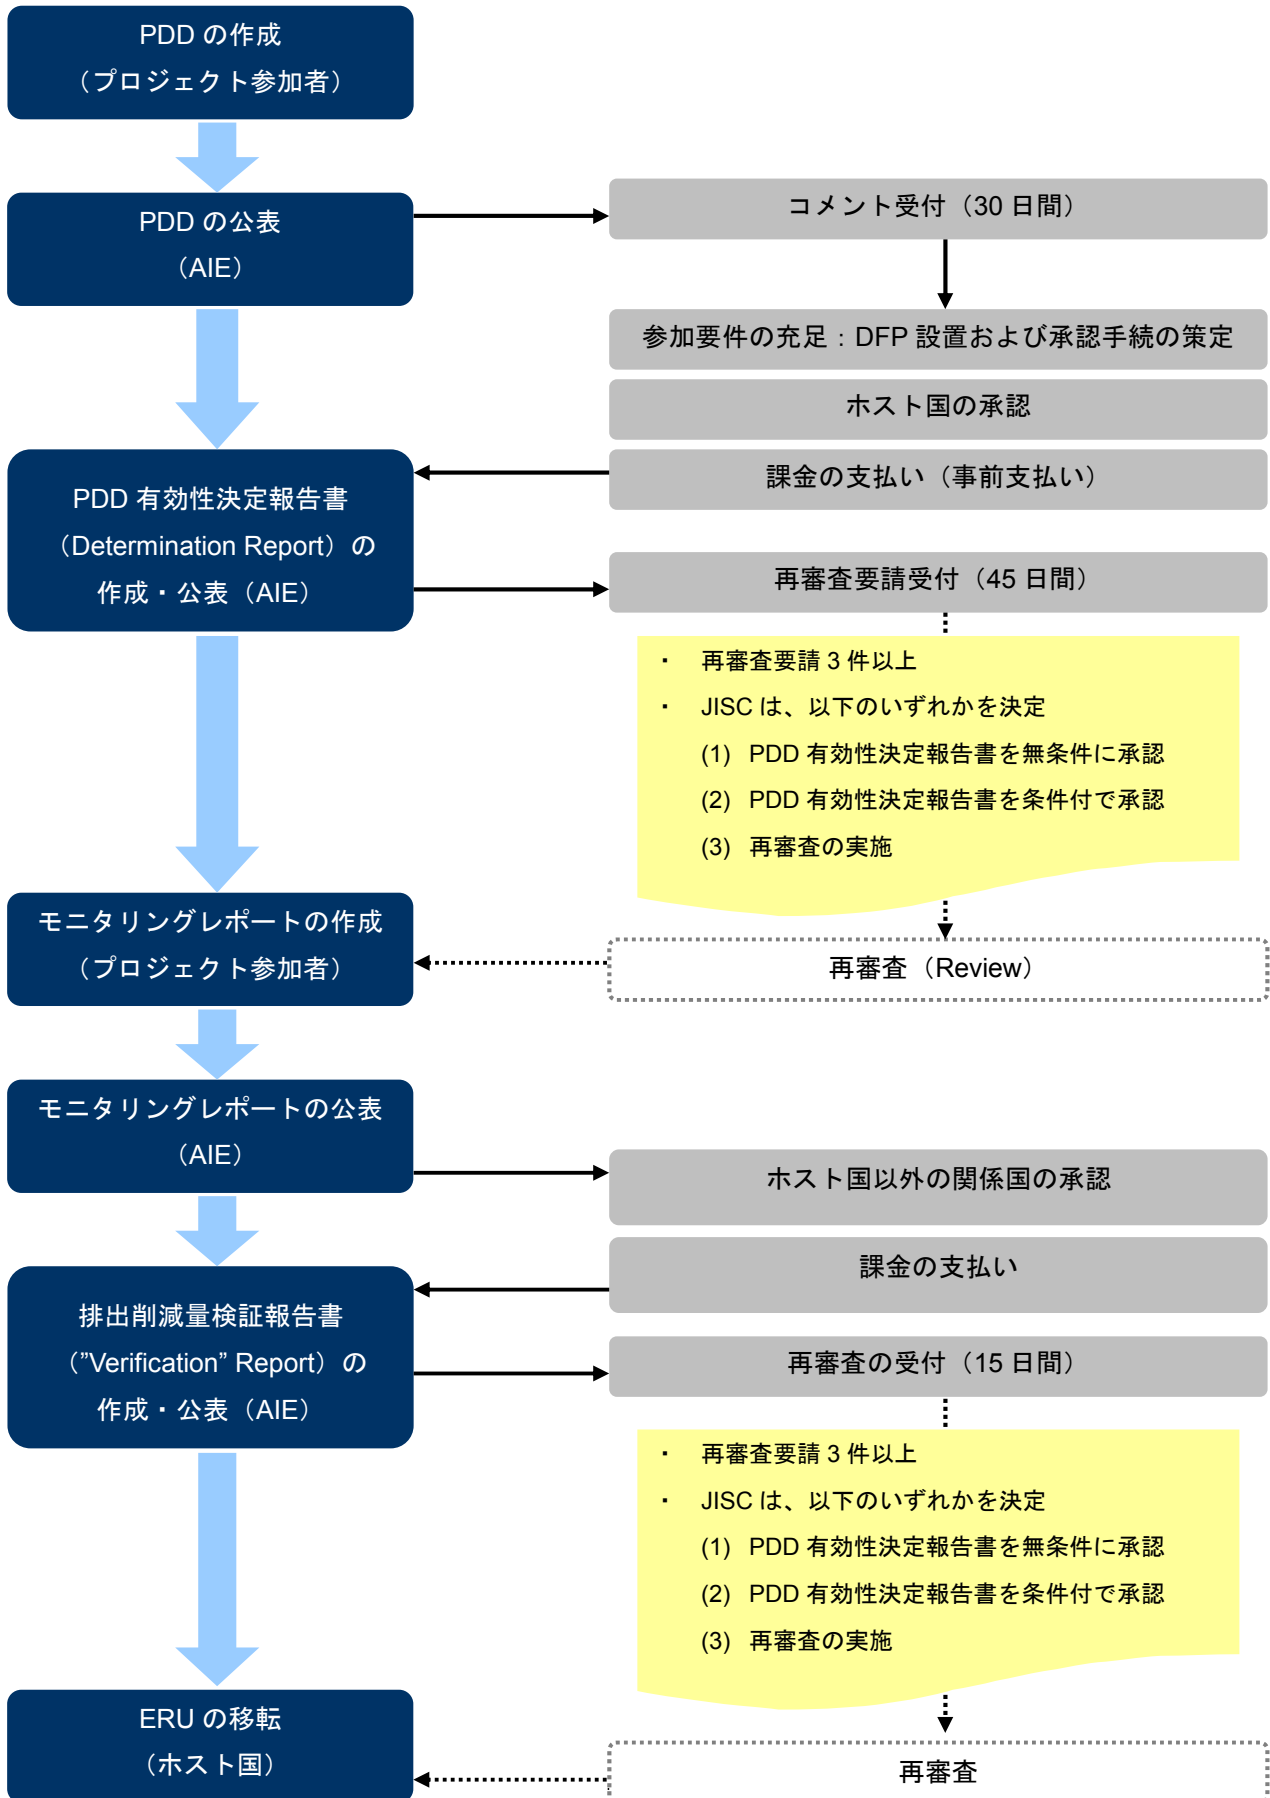 PDD の作成
（プロジェクト参加者）
PDD の公表
（AIE）
コメント受付（30 日間）
参加要件の充足：DFP 設置および承認手続の策定
ホスト国の承認
課金の支払い（事前支払い）
PDD 有効性決定報告書
（Determination Report）の
作成・公表（AIE）
再審査要請受付（45 日間）
・ 再審査要請 3 件以上
・ JISC は、以下のいずれかを決定
(1) PDD 有効性決定報告書を無条件に承認
(2) PDD 有効性決定報告書を条件付で承認
(3) 再審査の実施
モニタリングレポートの作成
（プロジェクト参加者）
再審査（Review）
モニタリングレポートの公表
（AIE）
ホスト国以外の関係国の承認
課金の支払い
排出削減量検証報告書
（”Verification” Report）の
作成・公表（AIE）
再審査の受付（15 日間）
・ 再審査要請 3 件以上
・ JISC は、以下のいずれかを決定
(1) PDD 有効性決定報告書を無条件に承認
(2) PDD 有効性決定報告書を条件付で承認
(3) 再審査の実施
ERU の移転
（ホスト国）
再審査